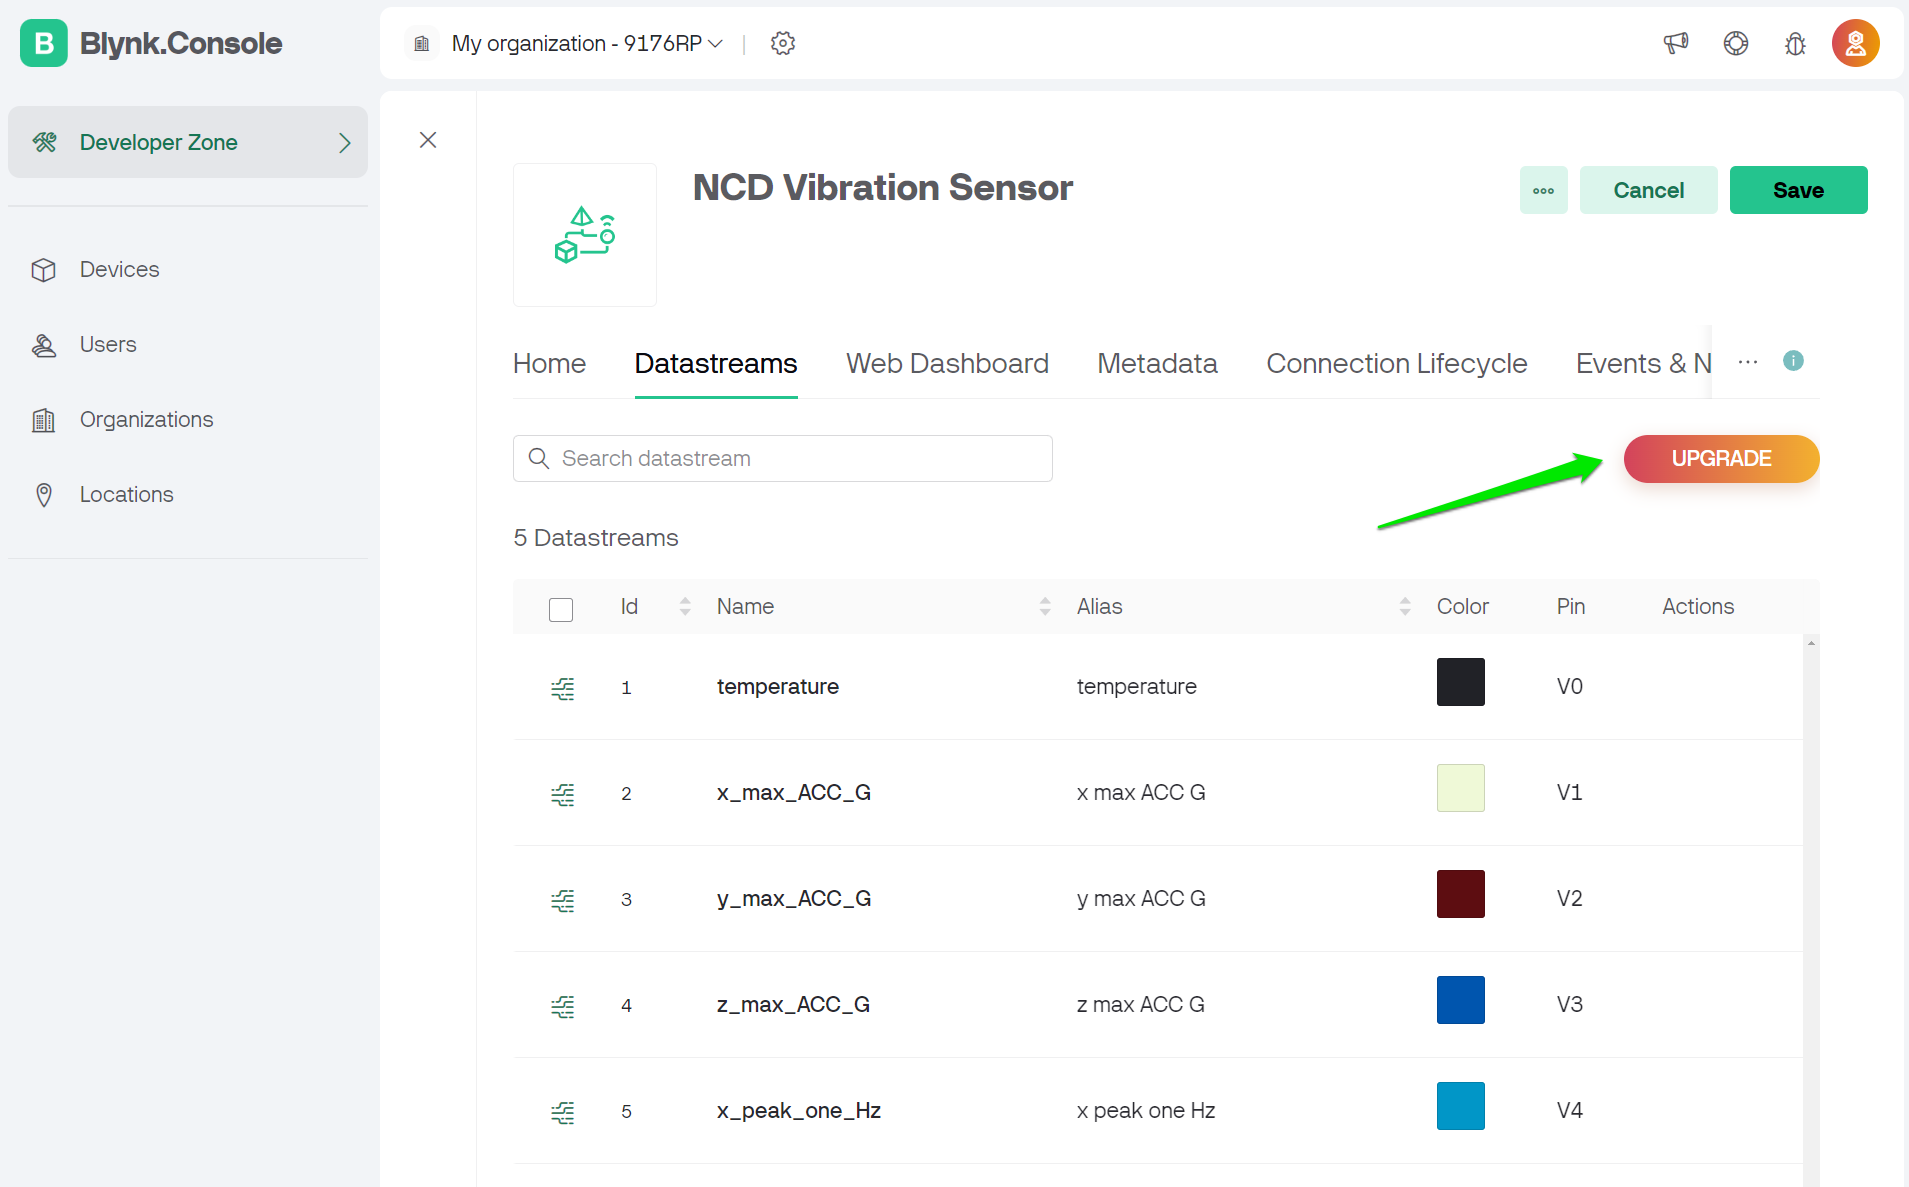 B Blynk.Console
My organization - 9176RP
Developer Zone
Devices
Users
Organizations
Locations
NCD Vibration Sensor
Cancel
Save
Home Datastreams Web Dashboard Metadata Connection Lifecycle Events & N ...
Search datastream
UPGRADE
5 Datastreams
Id Name Alias Color Pin Actions
1 temperature temperature V0
2 x_max_ACC_G x max ACC G V1
3 y_max_ACC_G y max ACC G V2
4 z_max_ACC_G z max ACC G V3
5 x_peak_one_Hz x peak one Hz V4